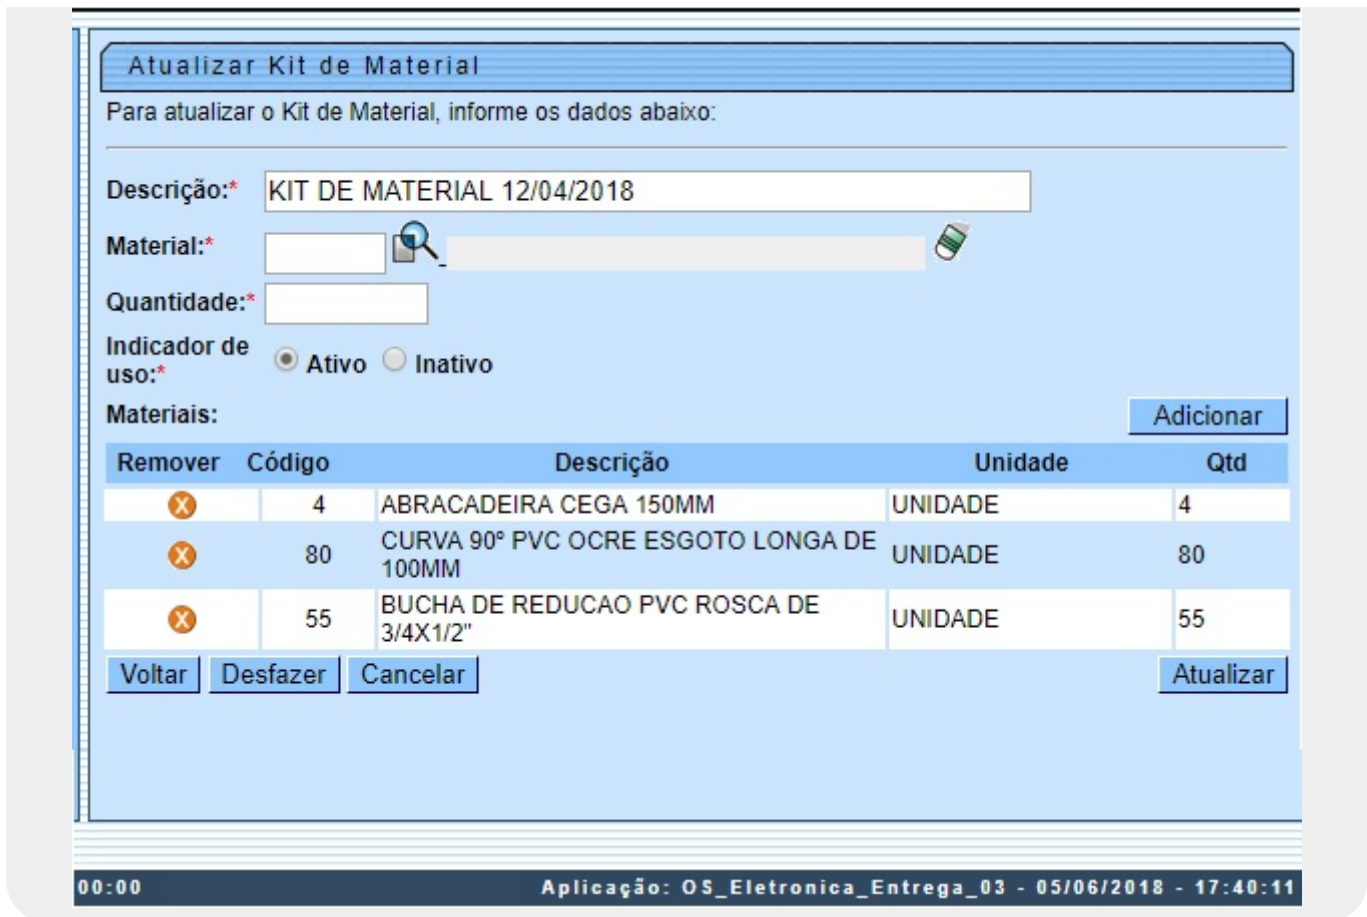 Atualizar Kit de Material
Para atualizar o Kit de Material, informe os dados abaixo:
Descrição:* KIT DE MATERIAL 12/04/2018
Material:*
Quantidade:*
Indicador de
uso:* Ativo Inativo
Materiais: Adicionar
Remover Código Descrição Unidade Qtd
X 4 ABRACADEIRA CEGA 150MM UNIDADE 4
X 80 CURVA 90º PVC OCRE ESGOTO LONGA DE
100MM UNIDADE 80
X 55 BUCHA DE REDUCAO PVC ROSCA DE
3/4X1/2" UNIDADE 55
Voltar Desfazer Cancelar Atualizar
00:00 Aplicação: OS_Eletronica_Entrega_03 - 05/06/2018 - 17:40:11